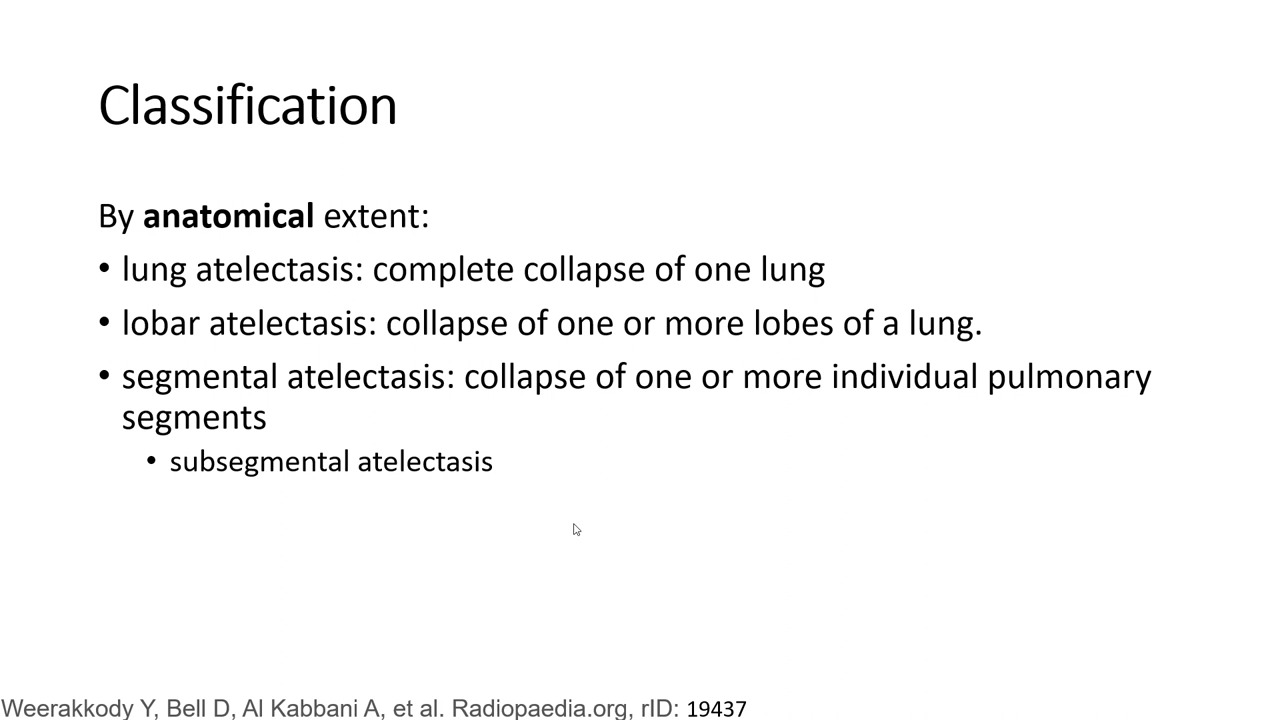 Classification
By anatomical extent:
• lung atelectasis: complete collapse of one lung
• lobar atelectasis: collapse of one or more lobes of a lung.
• segmental atelectasis: collapse of one or more individual pulmonary
segments
• subsegmental atelectasis
Weerakkody Y, Bell D, Al Kabbani A, et al. Radiopaedia.org, rID: 19437